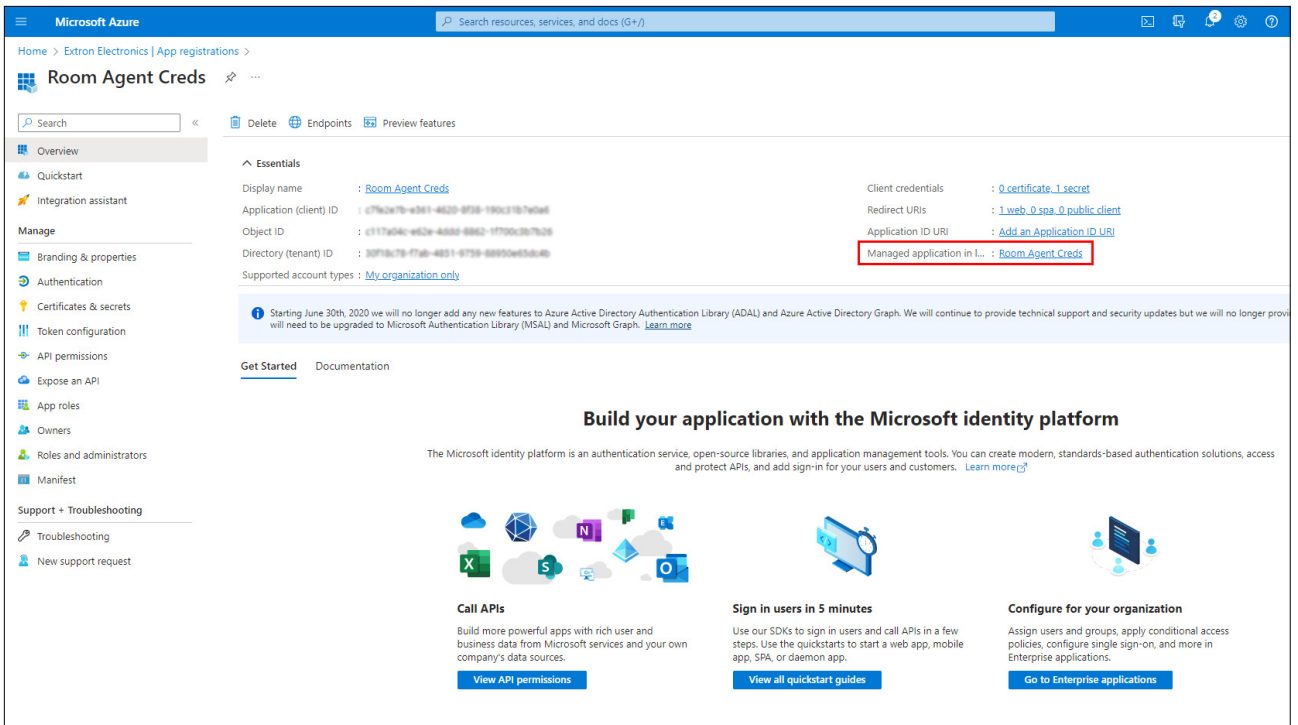 Microsoft Azure
Search resources, services, and docs (G+/)
2
Home > Extron Electronics | App registrations >
Room Agent Creds
Search
Delete
Endpoints
Preview features
Overview
Quickstart
Integration assistant
Manage
Branding & properties
Authentication
Certificates & secrets
Token configuration
API permissions
Expose an API
App roles
Owners
Roles and administrators
Manifest
Support + Troubleshooting
Troubleshooting
New support request
Essentials
Display name : Room Agent Creds
Application (client) ID :
Object ID :
Directory (tenant) ID :
Supported account types : My organization only
Client credentials : 0 certificate, 1 secret
Redirect URIs : 1 web, 0 spa, 0 public client
Application ID URI : Add an Application ID URI
Managed application in l... : Room Agent Creds
Starting June 30th, 2020 we will no longer add any new features to Azure Active Directory Authentication Library (ADAL) and Azure Active Directory Graph. We will continue to provide technical support and security updates but we will no longer provi
will need to be upgraded to Microsoft Authentication Library (MSAL) and Microsoft Graph. Learn more
Get Started
Documentation
Build your application with the Microsoft identity platform
The Microsoft identity platform is an authentication service, open-source libraries, and application management tools. You can create modern, standards-based authentication solutions, access
and protect APIs, and add sign-in for your users and customers. Learn more
N
E
X
S
O
Call APIs
Build more powerful apps with rich user and
business data from Microsoft services and your own
company's data sources.
View API permissions
Sign in users in 5 minutes
Use our SDKs to sign in users and call APIs in a few
steps. Use the quickstarts to start a web app, mobile
app, SPA, or daemon app.
View all quickstart guides
Configure for your organization
Assign users and groups, apply conditional access
policies, configure single sign-on, and more in
Enterprise applications.
Go to Enterprise applications